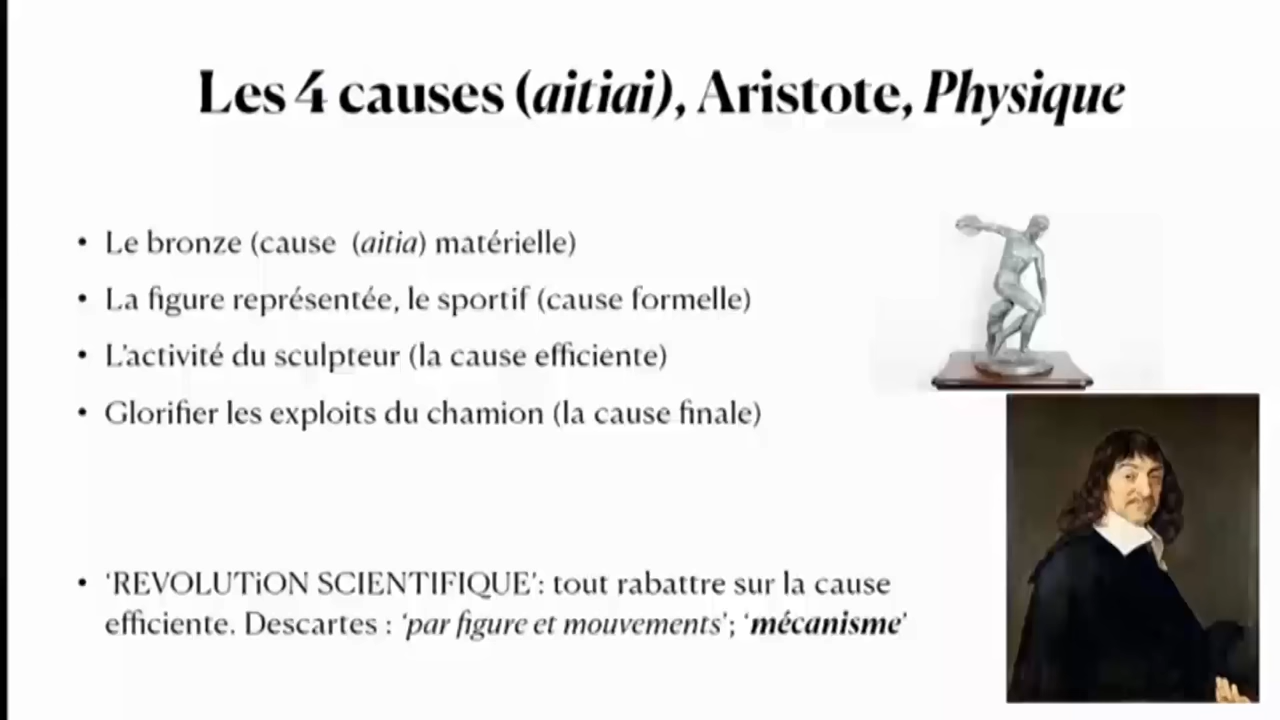 Les 4 causes (aitiai), Aristote, Physique
• Le bronze (cause (aitia) matérielle)
• La figure représentée, le sportif (cause formelle)
• L'activité du sculpteur (la cause efficiente)
• Glorifier les exploits du chamion (la cause finale)
• 'REVOLUTiON SCIENTIFIQUE': tout rabattre sur la cause
efficiente. Descartes : 'par figure et mouvements'; 'mécanisme'